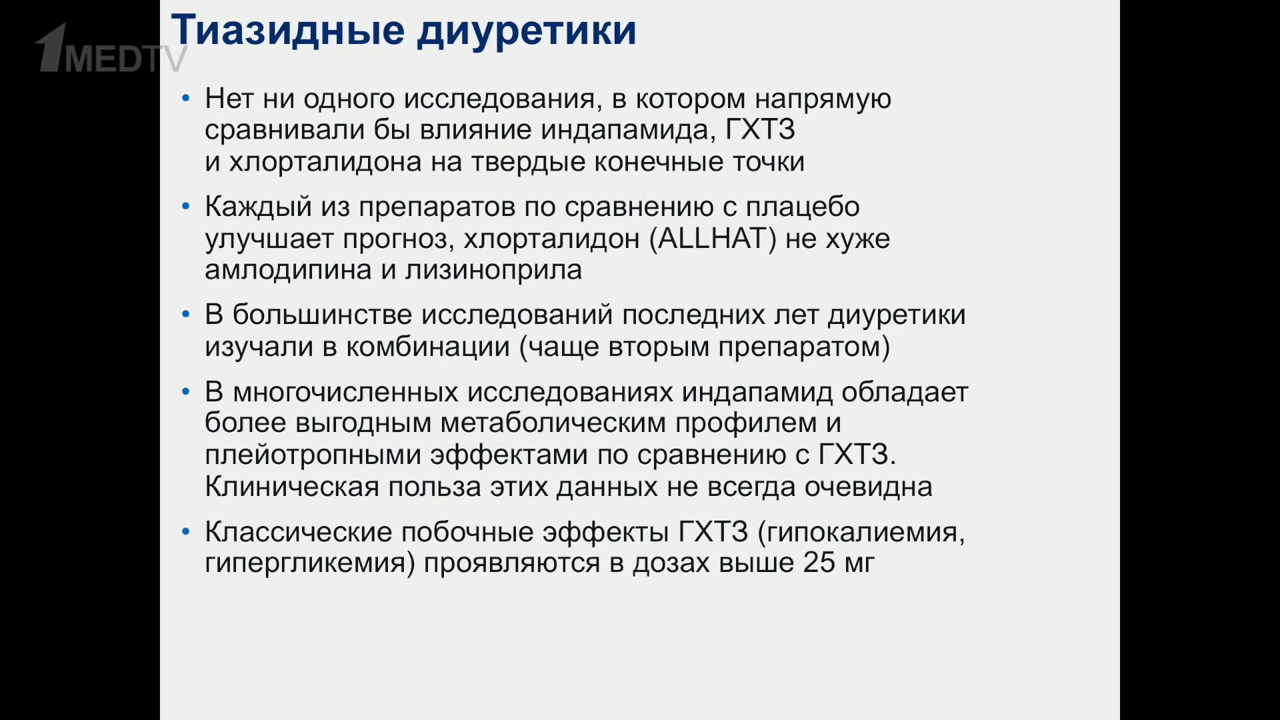 Тиазидные диуретики
1MEDTV
• Нет ни одного исследования, в котором напрямую
сравнивали бы влияние индапамида, ГХТЗ
и хлорталидона на твердые конечные точки
• Каждый из препаратов по сравнению с плацебо
улучшает прогноз, хлорталидон (ALLHAT) не хуже
амлодипина и лизиноприла
• В большинстве исследований последних лет диуретики
изучали в комбинации (чаще вторым препаратом)
• В многочисленных исследованиях индапамид обладает
более выгодным метаболическим профилем и
плейотропными эффектами по сравнению с ГХТЗ.
Клиническая польза этих данных не всегда очевидна
• Классические побочные эффекты ГХТЗ (гипокалиемия,
гипергликемия) проявляются в дозах выше 25 мг